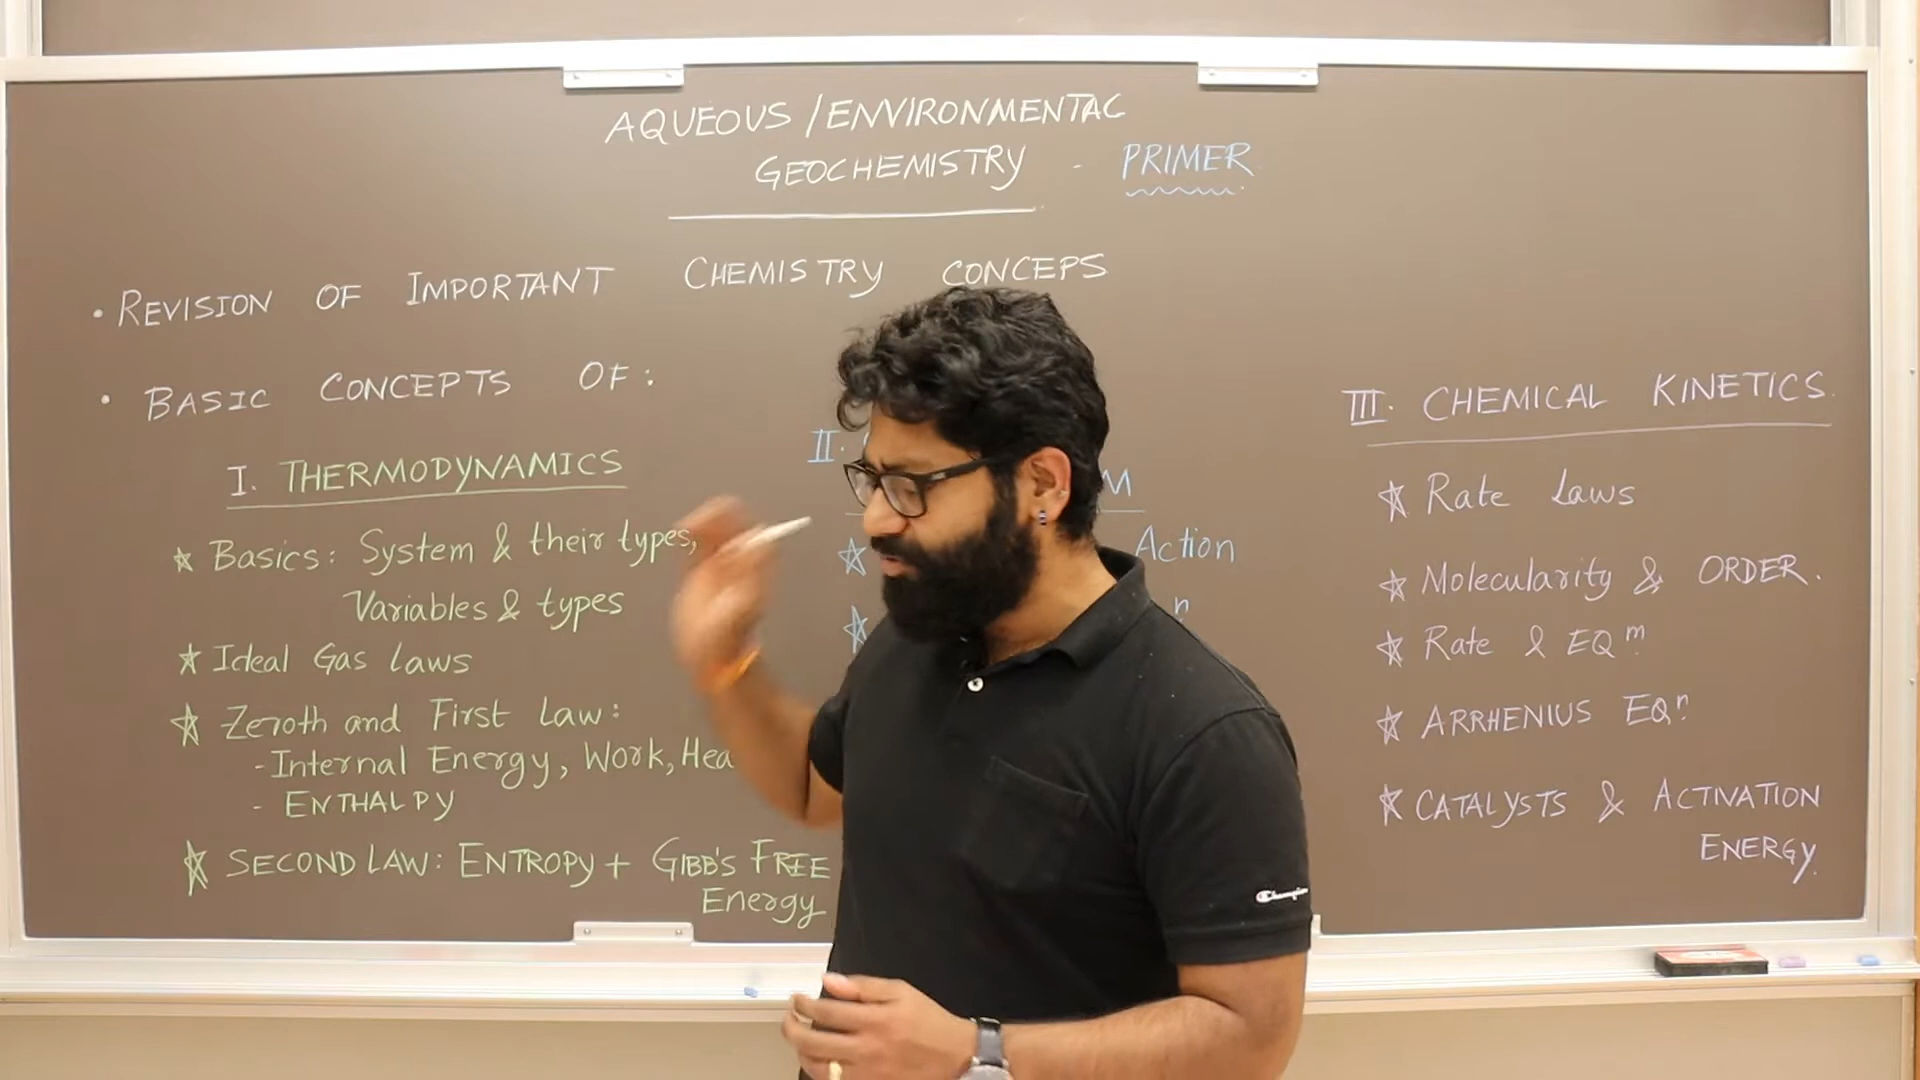 AQUEOUS / ENVIRONMENTAL
GEOCHEMISTRY - PRIMER
• REVISION OF IMPORTANT CHEMISTRY CONCEPS
• BASIC CONCEPTS OF:
I. THERMODYNAMICS
★ Basics: System & their types,
Variables & types
★ Ideal Gas Laws
★ Zeroth and First Law:
- Internal Energy, Work, Hea
- ENTHALPY
★ SECOND LAW: ENTROPY + GIBB'S FREE
Energy
II.
M
★ Action
★ n
III. CHEMICAL KINETICS.
★ Rate Laws
★ Molecularity & ORDER.
★ Rate & EQᵐ
★ ARRHENIUS EQⁿ.
★ CATALYSTS & ACTIVATION
ENERGY.
Champion